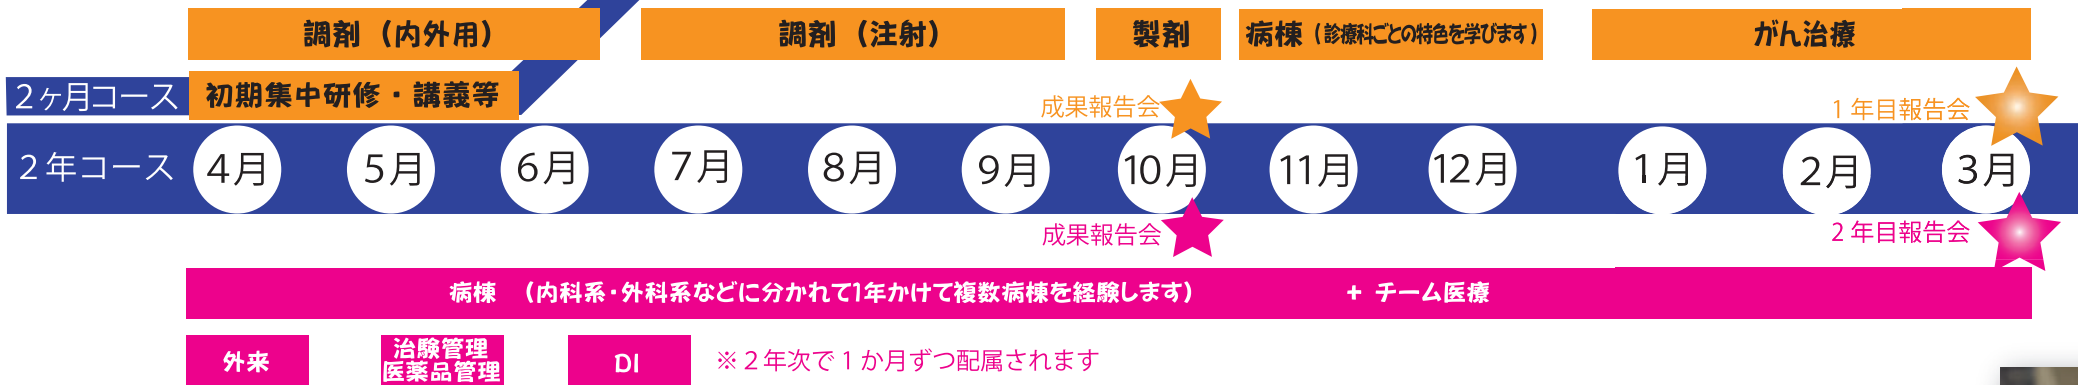 調剤（内外用）
調剤（注射）
製剤
病棟（診療科ごとの特色を学びます）
がん治療
2ヶ月コース
初期集中研修・講義等
成果報告会
1年目報告会
2年コース
4月
5月
6月
7月
8月
9月
10月
11月
12月
1月
2月
3月
成果報告会
2年目報告会
病棟　（内科系・外科系などに分かれて1年かけて複数病棟を経験します）　+ チーム医療
外来
治験管理
医薬品管理
DI
※2年次で1か月ずつ配属されます